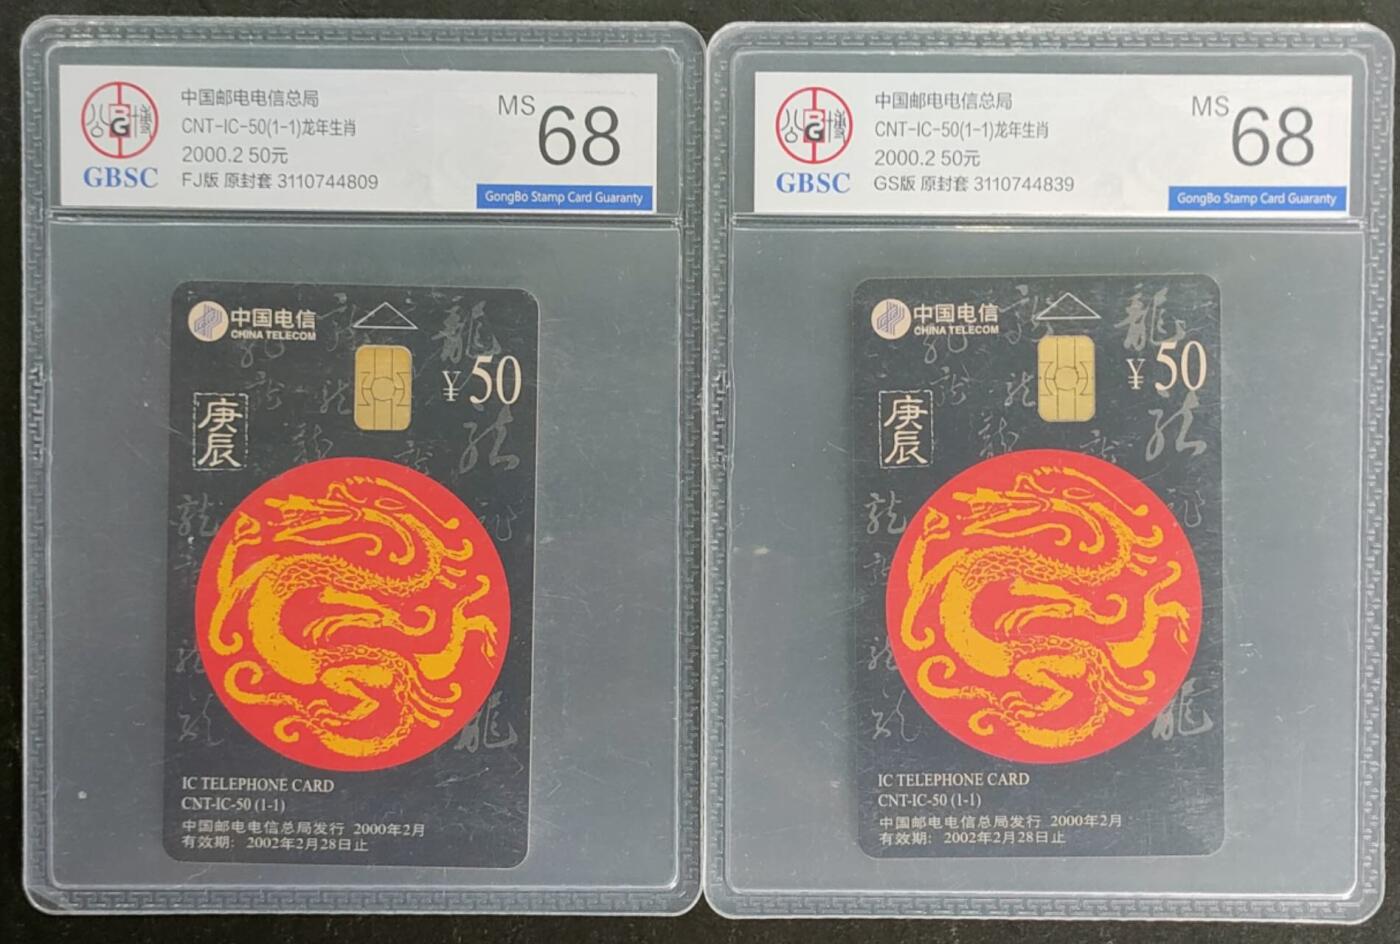 中国邮电电信总局
CNT-IC-50(1-1)龙年生肖
2000.2 50元
FJ版 原封套 3110744809
MS 68
公博
BG
GBSC
GongBo Stamp Card Guaranty
中国电信
CHINA TELECOM
¥50
庚辰
龍
IC TELEPHONE CARD
CNT-IC-50 (1-1)
中国邮电电信总局发行 2000年2月
有效期: 2002年2月28日止
中国邮电电信总局
CNT-IC-50(1-1)龙年生肖
2000.2 50元
GS版 原封套 3110744839
MS 68
公博
BG
GBSC
GongBo Stamp Card Guaranty
中国电信
CHINA TELECOM
¥50
庚辰
龍
IC TELEPHONE CARD
CNT-IC-50 (1-1)
中国邮电电信总局发行 2000年2月
有效期: 2002年2月28日止